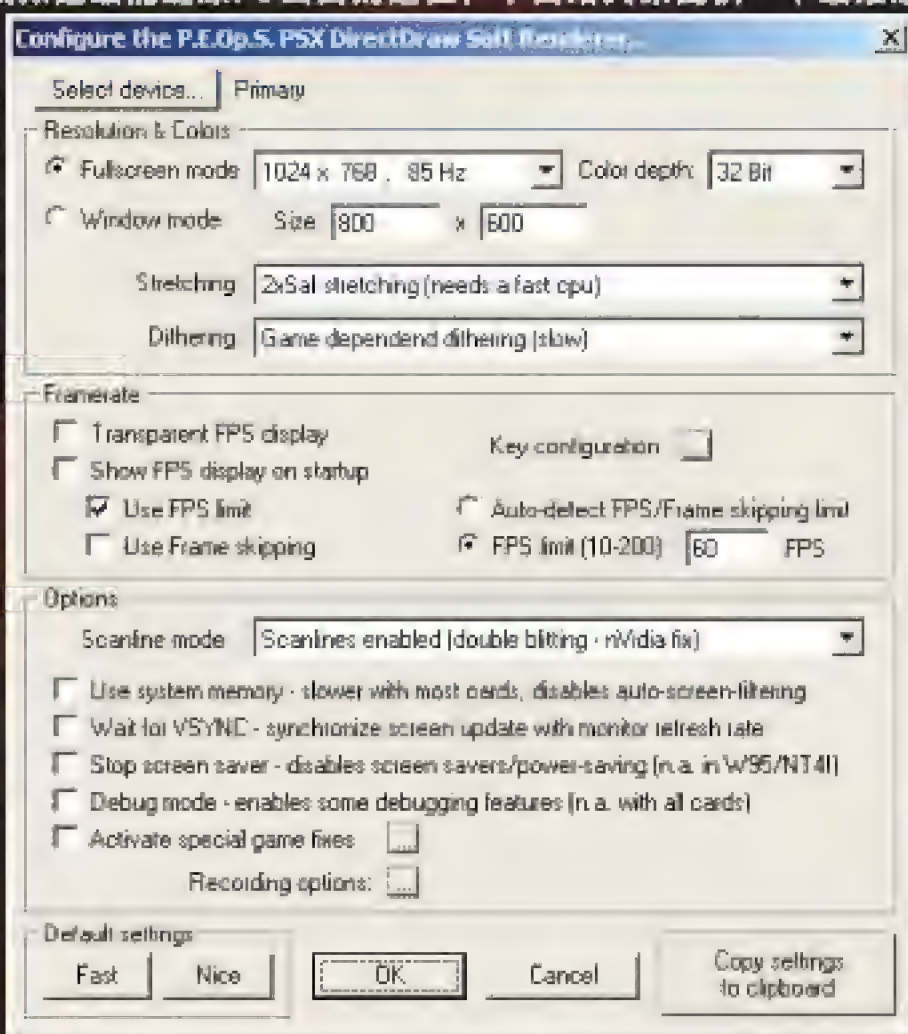 Configure the P.E.Op.S. PSX DirectDraw Soft Renderer...
Select device... Primary
Resolution & Colors
Fullscreen mode 1024 x 768 , 85 Hz Color depth: 32 Bit
Window mode Size 800 x 600
Stretching 2xSaI stretching (needs a fast cpu)
Dithering Game dependend dithering (slow)
Framerate
Transparent FPS display
Key configuration ...
Show FPS display on startup
Use FPS limit Auto-detect FPS/Frame skipping limit
Use Frame skipping FPS limit (10-200) 60 FPS
Options
Scanline mode Scanlines enabled (double blitting - nVidia fix)
Use system memory - slower with most cards, disables auto-screen-filtering
Wait for VSYNC - synchronize screen update with monitor refresh rate
Stop screen saver - disables screen savers/power-saving (n.a. in W95/NT4!)
Debug mode - enables some debugging features (n.a. with all cards)
Activate special game fixes ...
Recording options: ...
Default settings
Fast Nice OK Cancel Copy settings
to clipboard